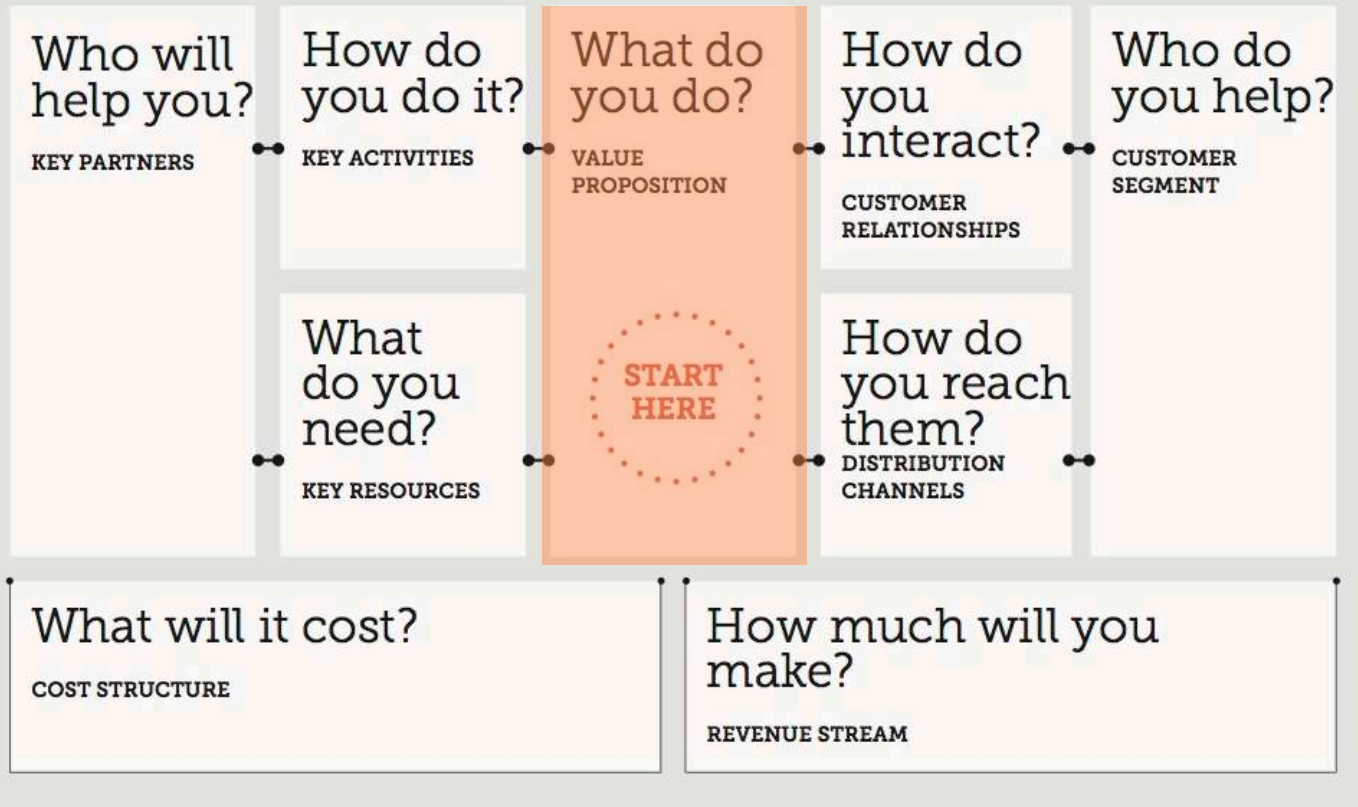 Who will
help you?
KEY PARTNERS
How do
you do it?
KEY ACTIVITIES
What
do you
need?
KEY RESOURCES
What do
you do?
VALUE
PROPOSITION
START
HERE
How do
you
interact?
CUSTOMER
RELATIONSHIPS
How do
you reach
them?
DISTRIBUTION
CHANNELS
Who do
you help?
CUSTOMER
SEGMENT
What will it cost?
COST STRUCTURE
How much will you
make?
REVENUE STREAM